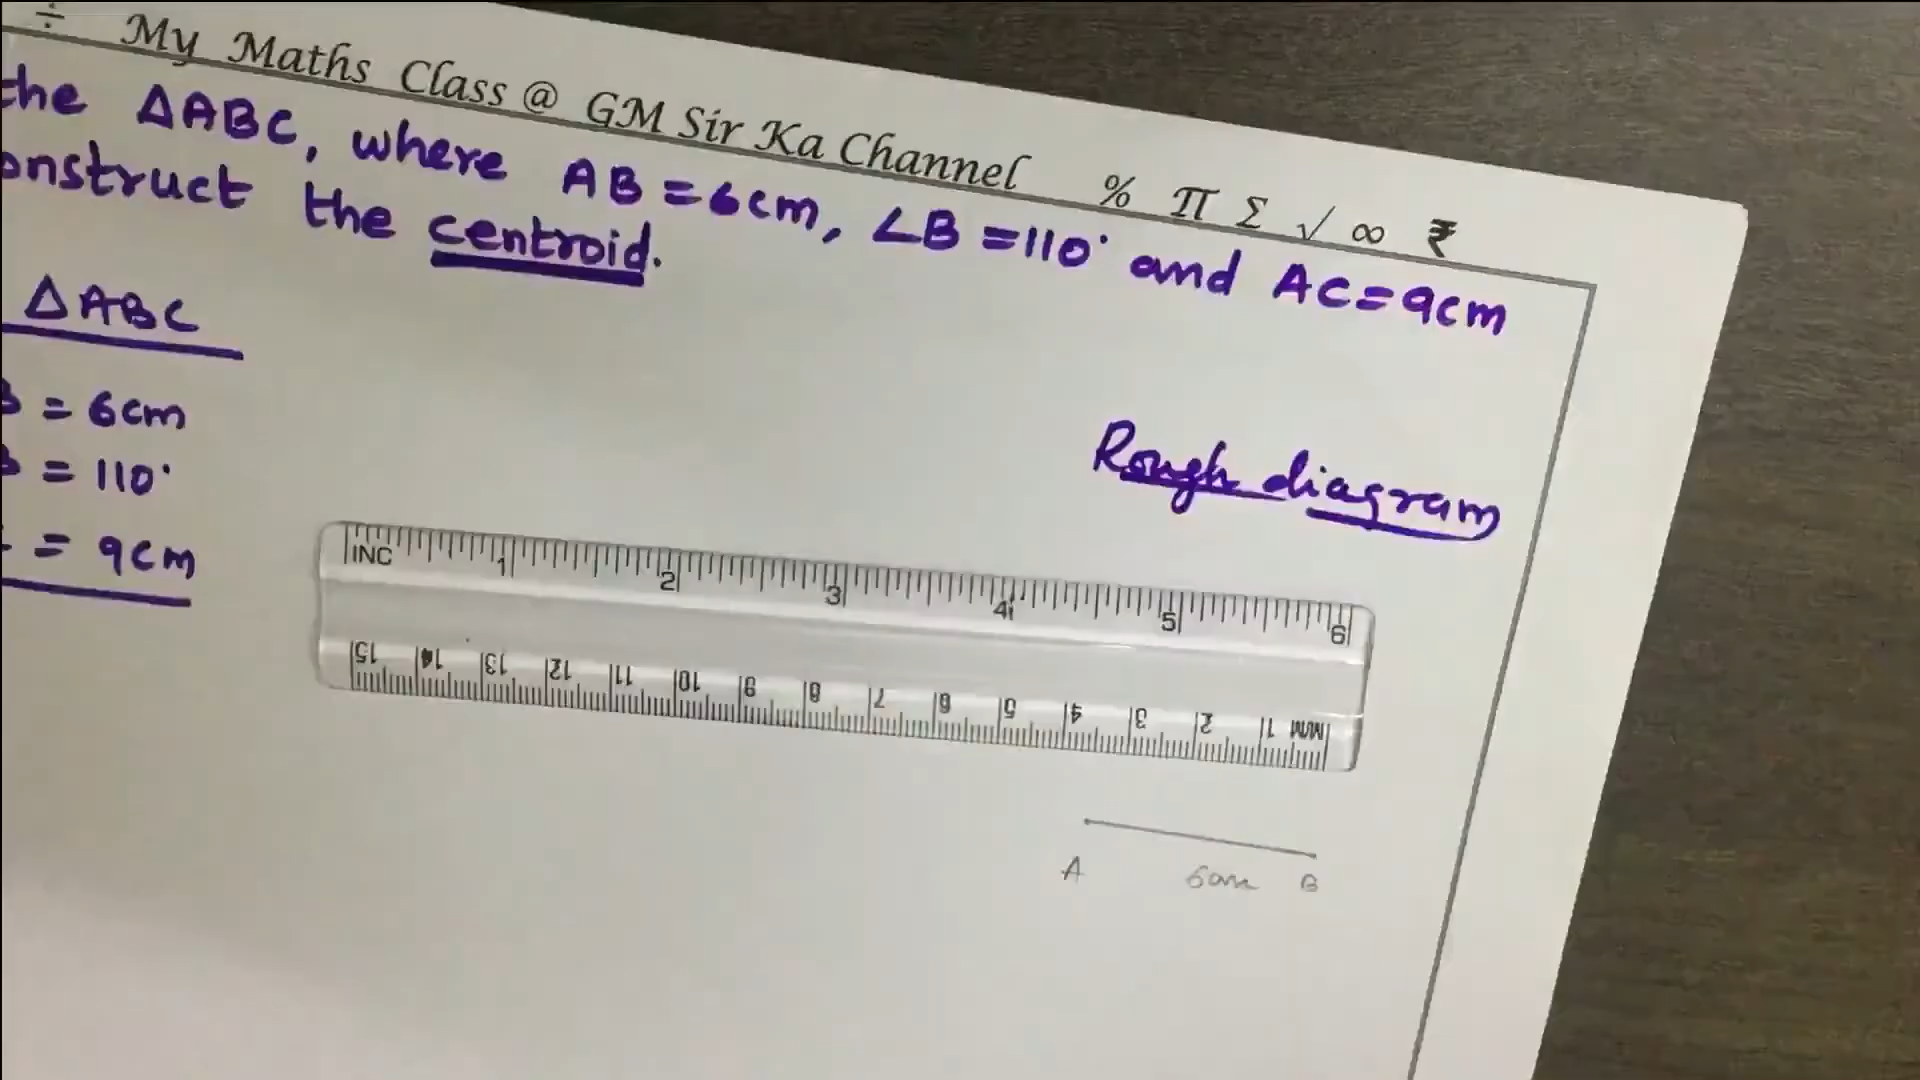 ÷ My Maths Class @ GM Sir Ka Channel % π Σ √ ∞ ₹
the ΔABC, where AB = 6cm, ∠B = 110° and AC = 9cm
onstruct the centroid.
ΔABC
B = 6cm
B = 110°
= 9cm
Rough diagram
INC 1 2 3 4 5 6
15 14 13 12 11 10 9 8 7 6 5 4 3 2 1 M/M
A 6cm B